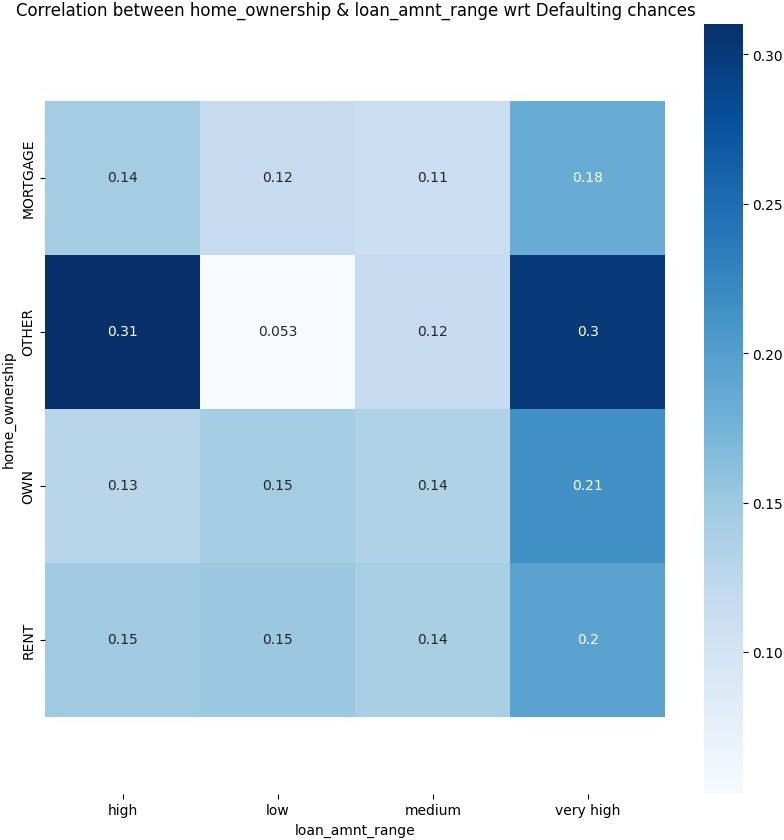 Correlation between home_ownership & loan_amnt_range wrt Defaulting chances
home_ownership
MORTGAGE
0.14 0.12 0.11 0.18
OTHER
0.31 0.053 0.12 0.3
OWN
0.13 0.15 0.14 0.21
RENT
0.15 0.15 0.14 0.2
high low medium very high
loan_amnt_range
0.30
0.25
0.20
0.15
0.10